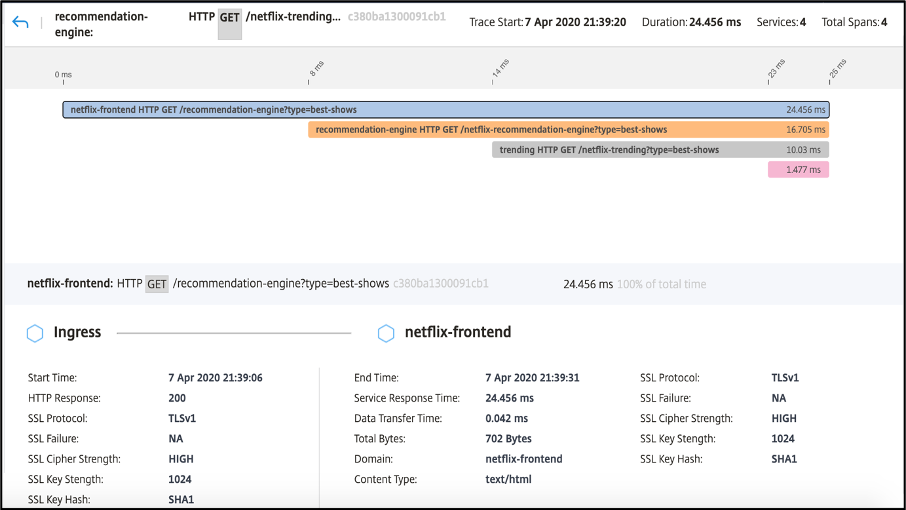 recommendation-engine: HTTP GET /netflix-trending... c380ba1300091cb1 Trace Start: 7 Apr 2020 21:39:20 Duration: 24.456 ms Services: 4 Total Spans: 4
0 ms 8 ms 14 ms 23 ms 25 ms
netflix-frontend HTTP GET /recommendation-engine?type=best-shows 24.456 ms
recommendation-engine HTTP GET /netflix-recommendation-engine?type=best-shows 16.705 ms
trending HTTP GET /netflix-trending?type=best-shows 10.03 ms
1.477 ms
netflix-frontend: HTTP GET /recommendation-engine?type=best-shows c380ba1300091cb1 24.456 ms 100% of total time
Ingress netflix-frontend
Start Time: 7 Apr 2020 21:39:06 End Time: 7 Apr 2020 21:39:31 SSL Protocol: TLSv1
HTTP Response: 200 Service Response Time: 24.456 ms SSL Failure: NA
SSL Protocol: TLSv1 Data Transfer Time: 0.042 ms SSL Cipher Strength: HIGH
SSL Failure: NA Total Bytes: 702 Bytes SSL Key Stength: 1024
SSL Cipher Strength: HIGH Domain: netflix-frontend SSL Key Hash: SHA1
SSL Key Stength: 1024 Content Type: text/html
SSL Key Hash: SHA1